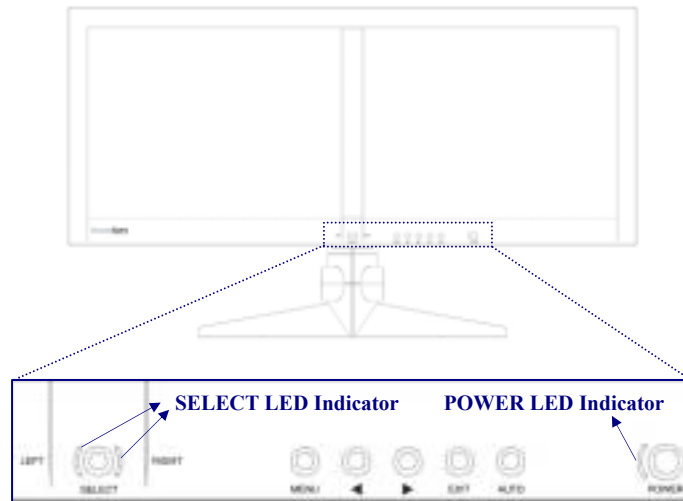 SELECT LED Indicator POWER LED Indicator
LEFT RIGHT
SELECT MENU ◀ ▶ EXIT AUTO POWER